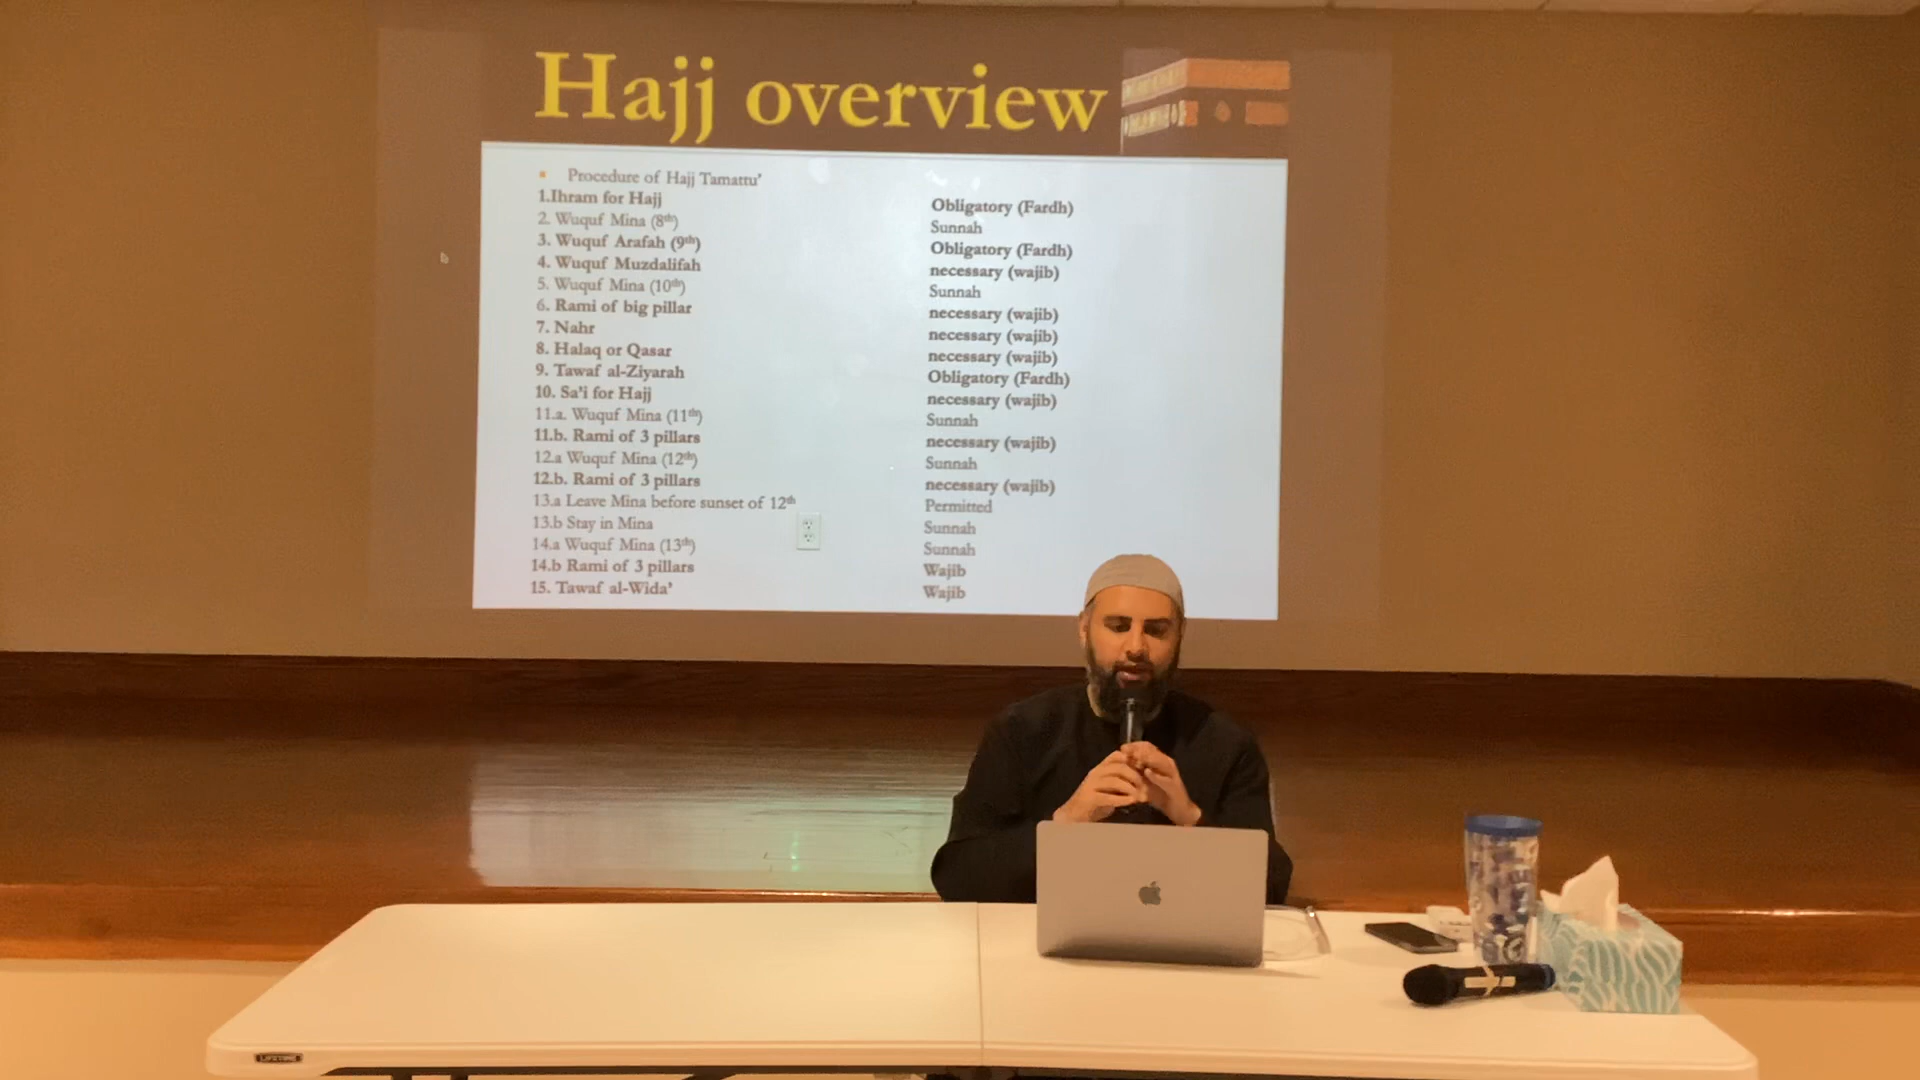 Hajj overview
Procedure of Hajj Tamattu'
1.Ihram for Hajj Obligatory (Fardh)
2. Wuquf Mina (8th) Sunnah
3. Wuquf Arafah (9th) Obligatory (Fardh)
4. Wuquf Muzdalifah necessary (wajib)
5. Wuquf Mina (10th) Sunnah
6. Rami of big pillar necessary (wajib)
7. Nahr necessary (wajib)
8. Halaq or Qasar necessary (wajib)
9. Tawaf al-Ziyarah Obligatory (Fardh)
10. Sa'i for Hajj necessary (wajib)
11.a. Wuquf Mina (11th) Sunnah
11.b. Rami of 3 pillars necessary (wajib)
12.a Wuquf Mina (12th) Sunnah
12.b. Rami of 3 pillars necessary (wajib)
13.a Leave Mina before sunset of 12th Permitted
13.b Stay in Mina Sunnah
14.a Wuquf Mina (13th) Sunnah
14.b Rami of 3 pillars Wajib
15. Tawaf al-Wida' Wajib
LIFETIME